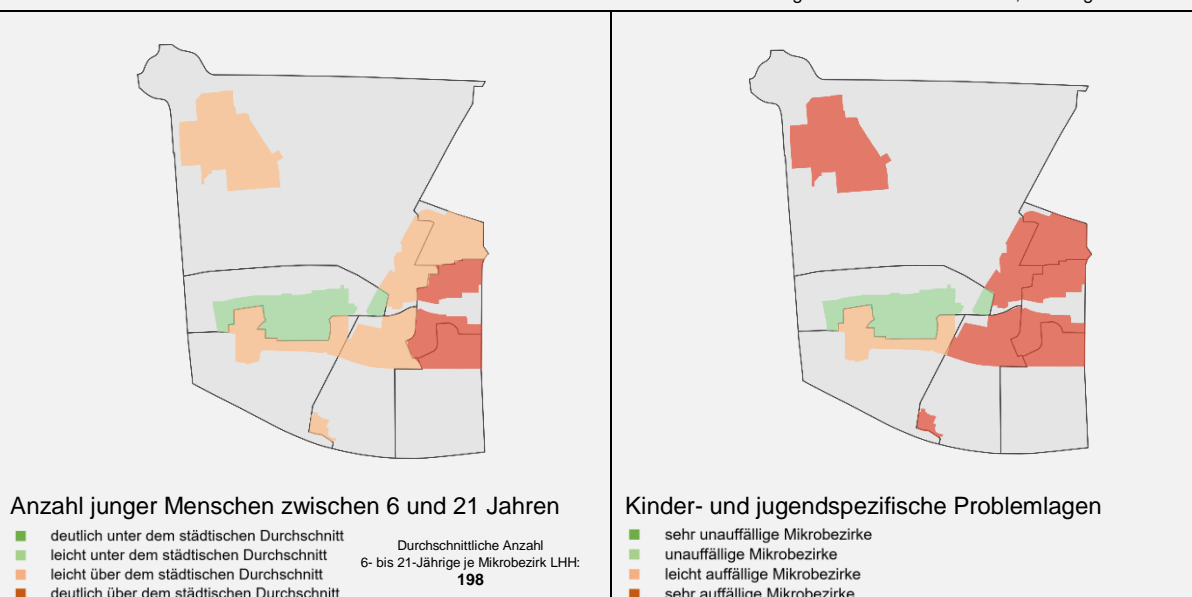 Anzahl junger Menschen zwischen 6 und 21 Jahren
deutlich unter dem städtischen Durchschnitt
leicht unter dem städtischen Durchschnitt
leicht über dem städtischen Durchschnitt
deutlich über dem städtischen Durchschnitt
Durchschnittliche Anzahl
6- bis 21-Jährige je Mikrobezirk LHH:
198
Kinder- und jugendspezifische Problemlagen
sehr unauffällige Mikrobezirke
unauffällige Mikrobezirke
leicht auffällige Mikrobezirke
sehr auffällige Mikrobezirke